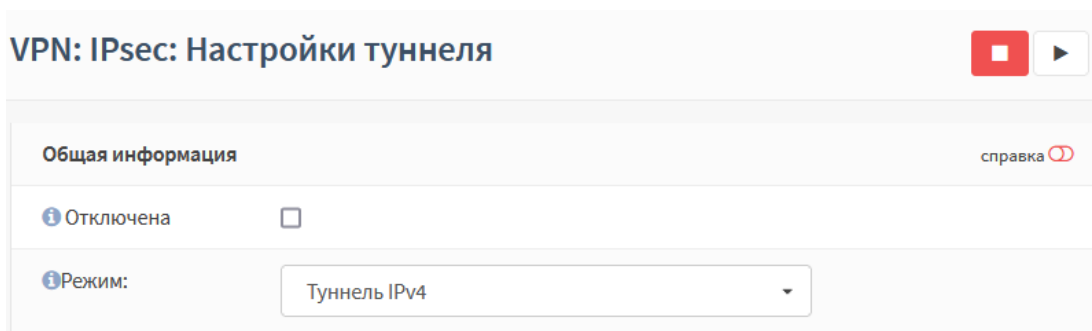 VPN: IPsec: Настройки туннеля
Общая информация
справка
Отключена
Режим:
Туннель IPv4